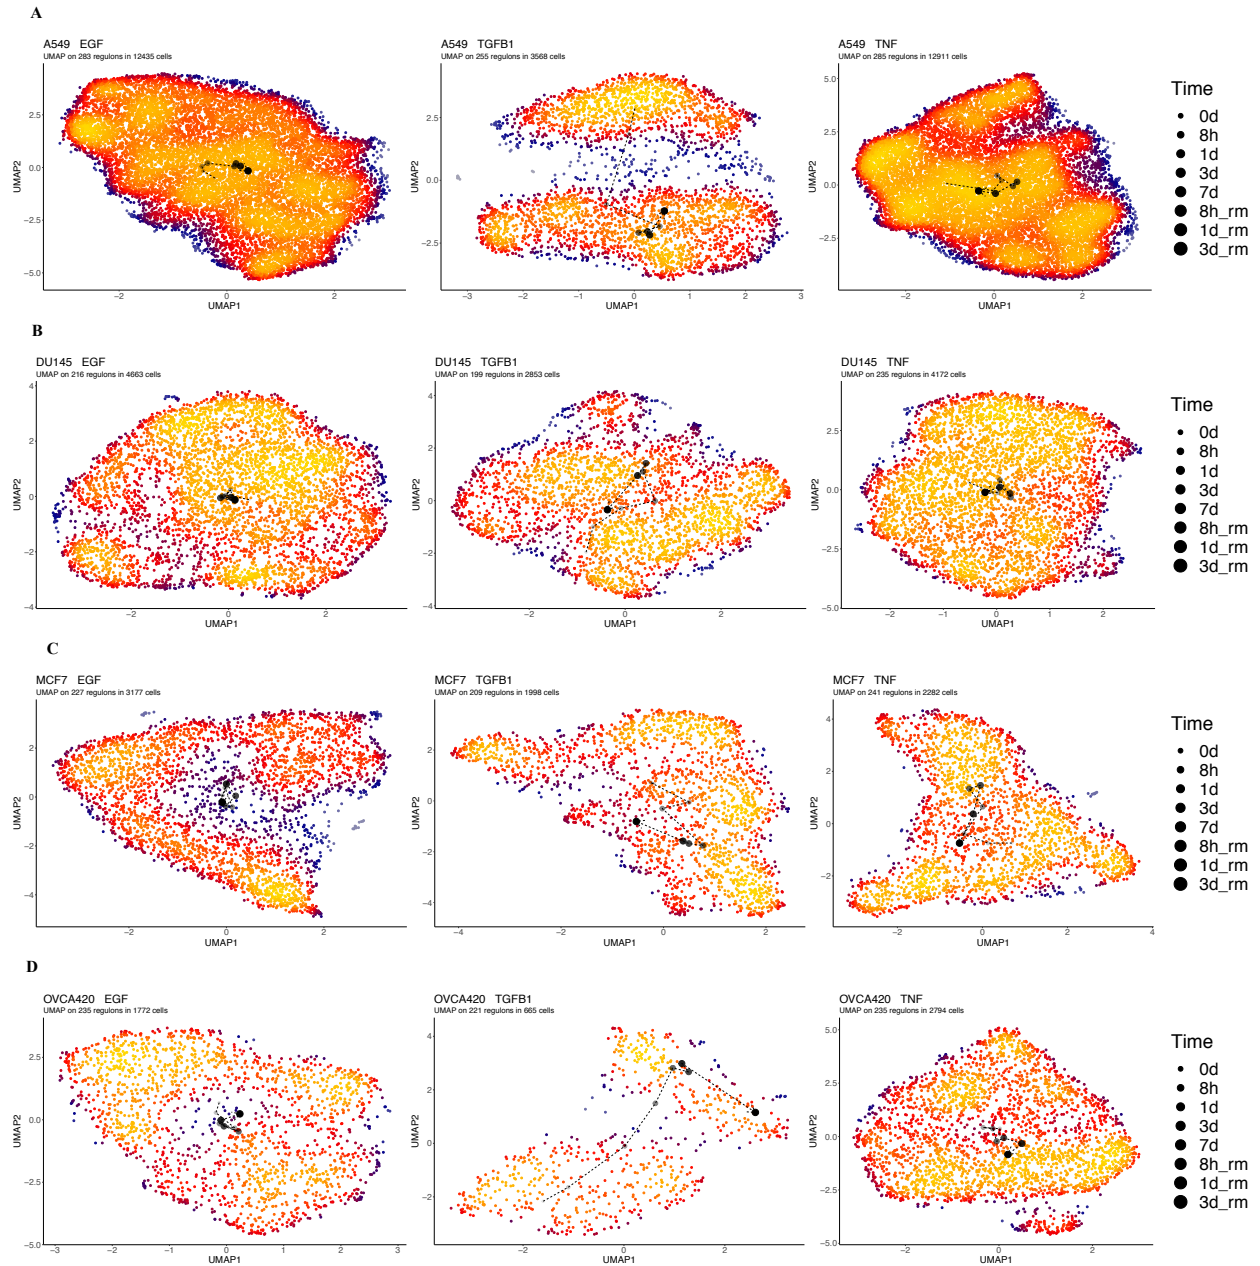 A
A549 EGF
UMAP on 283 regulons in 12435 cells
A549 TGFB1
UMAP on 255 regulons in 3568 cells
A549 TNF
UMAP on 285 regulons in 12911 cells
UMAP2
2.5
0.0
−2.5
−5.0
−2
0
2
UMAP1
UMAP2
2.5
0.0
−2.5
−3
−2
−1
0
1
2
3
UMAP1
UMAP2
5.0
2.5
0.0
−2.5
−2
0
2
UMAP1
Time
0d
8h
1d
3d
7d
8h_rm
1d_rm
3d_rm
B
DU145 EGF
UMAP on 216 regulons in 4663 cells
DU145 TGFB1
UMAP on 199 regulons in 2853 cells
DU145 TNF
UMAP on 235 regulons in 4172 cells
UMAP2
4
2
0
−2
−4
−2
0
2
UMAP1
UMAP2
4
2
0
−2
−4
−2
0
2
UMAP1
UMAP2
2.5
0.0
−2.5
−5.0
−2
−1
0
1
2
UMAP1
Time
0d
8h
1d
3d
7d
8h_rm
1d_rm
3d_rm
C
MCF7 EGF
UMAP on 227 regulons in 3177 cells
MCF7 TGFB1
UMAP on 209 regulons in 1998 cells
MCF7 TNF
UMAP on 241 regulons in 2282 cells
UMAP2
2
0
−2
−4
−2
0
2
UMAP1
UMAP2
2
0
−2
−4
−4
−2
0
2
UMAP1
UMAP2
4
2
0
−2
−2
0
2
4
UMAP1
Time
0d
8h
1d
3d
7d
8h_rm
1d_rm
3d_rm
D
OVCA420 EGF
UMAP on 235 regulons in 1772 cells
OVCA420 TGFB1
UMAP on 221 regulons in 665 cells
OVCA420 TNF
UMAP on 235 regulons in 2794 cells
UMAP2
2.5
0.0
−2.5
−5.0
−3
−2
−1
0
1
2
3
UMAP1
UMAP2
4
2
0
−2
−2
0
2
UMAP1
UMAP2
5.0
2.5
0.0
−2.5
−5.0
−2
0
2
UMAP1
Time
0d
8h
1d
3d
7d
8h_rm
1d_rm
3d_rm